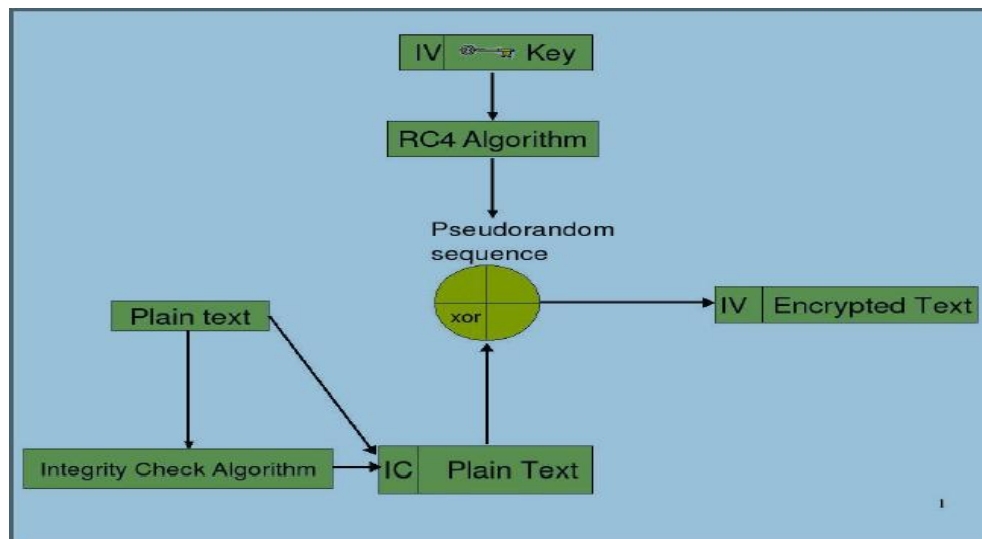 IV Key
RC4 Algorithm
Pseudorandom
sequence
xor
IV Encrypted Text
Plain text
Integrity Check Algorithm
IC Plain Text
1